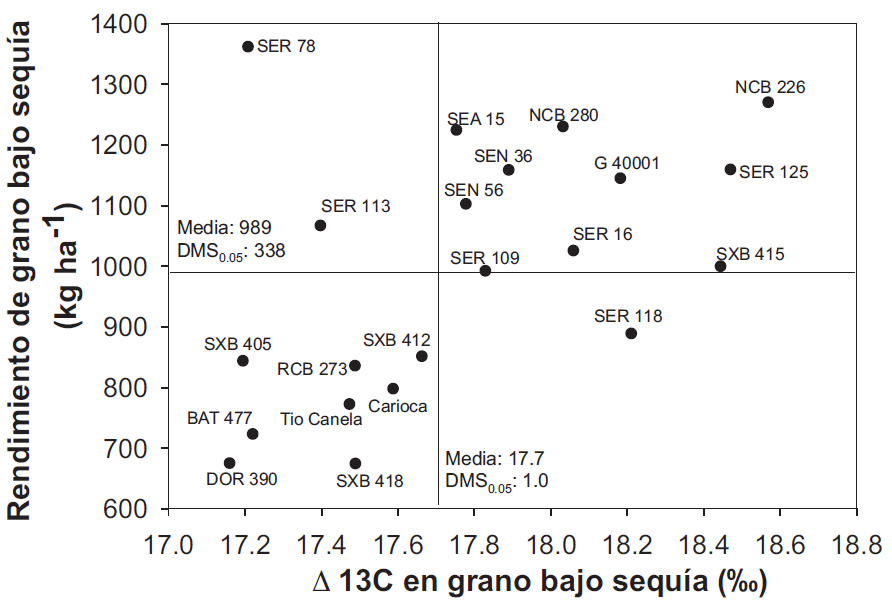 Rendimiento de grano bajo sequía
(kg ha-1)
1400
1300
1200
1100
1000
900
800
700
600
SER 78
NCB 226
SEA 15
NCB 280
SEN 36
G 40001
SER 125
SEN 56
SER 113
Media: 989
DMS0.05: 338
SER 16
SER 109
SXB 415
SER 118
SXB 405
SXB 412
RCB 273
Carioca
BAT 477
Tio Canela
DOR 390
SXB 418
Media: 17.7
DMS0.05: 1.0
17.0 17.2 17.4 17.6 17.8 18.0 18.2 18.4 18.6 18.8
Δ 13C en grano bajo sequía (‰)